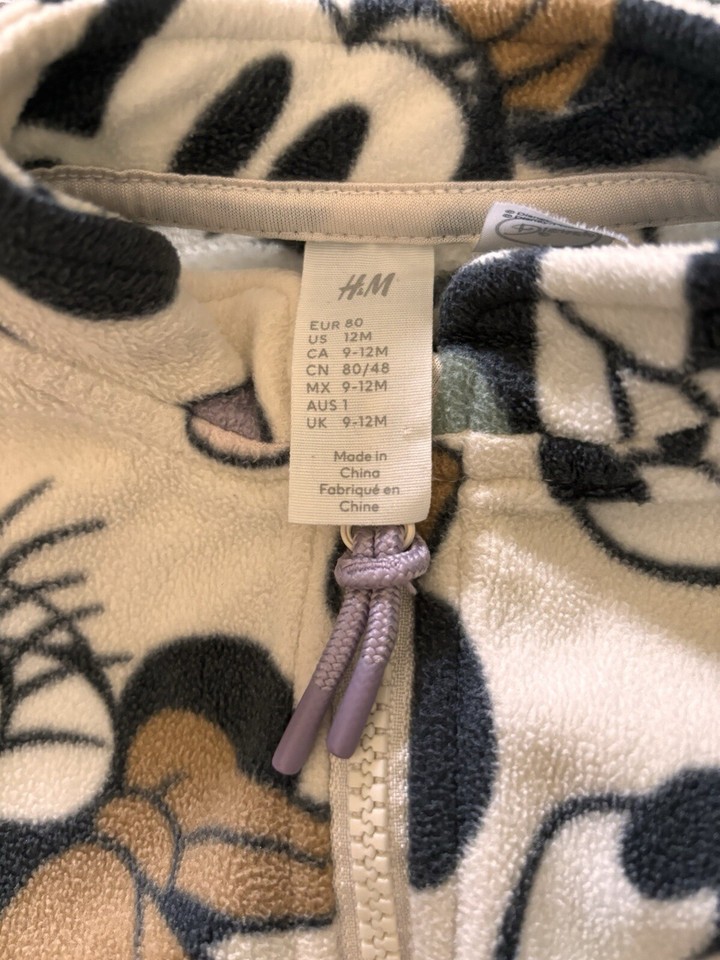 H&M
EUR 80
US 12M
CA 9-12M
CN 80/48
MX 9-12M
AUS 1
UK 9-12M
Made in
China
Fabriqué en
Chine
Disney